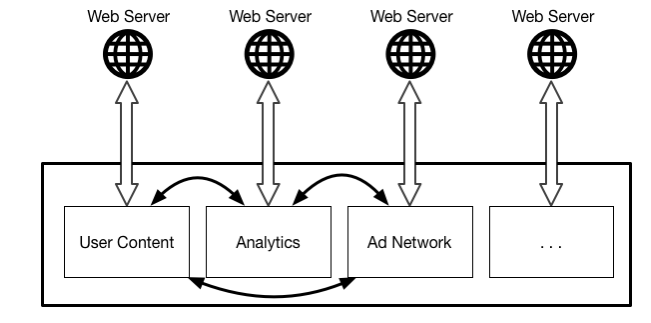 Web Server
Web Server
Web Server
Web Server
User Content
Analytics
Ad Network
. . .